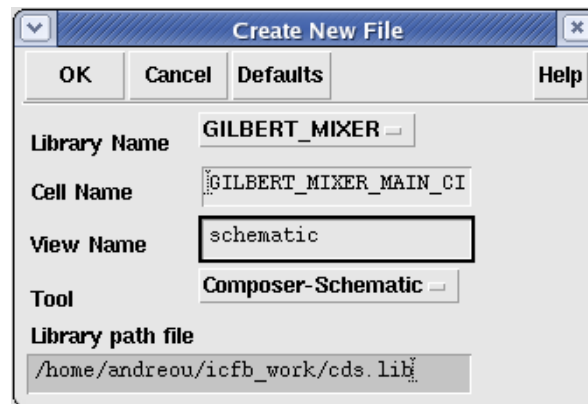 Create New File
OK Cancel Defaults Help
Library Name GILBERT_MIXER
Cell Name GILBERT_MIXER_MAIN_CI
View Name schematic
Tool Composer-Schematic
Library path file
/home/andreou/icfb_work/cds.lib